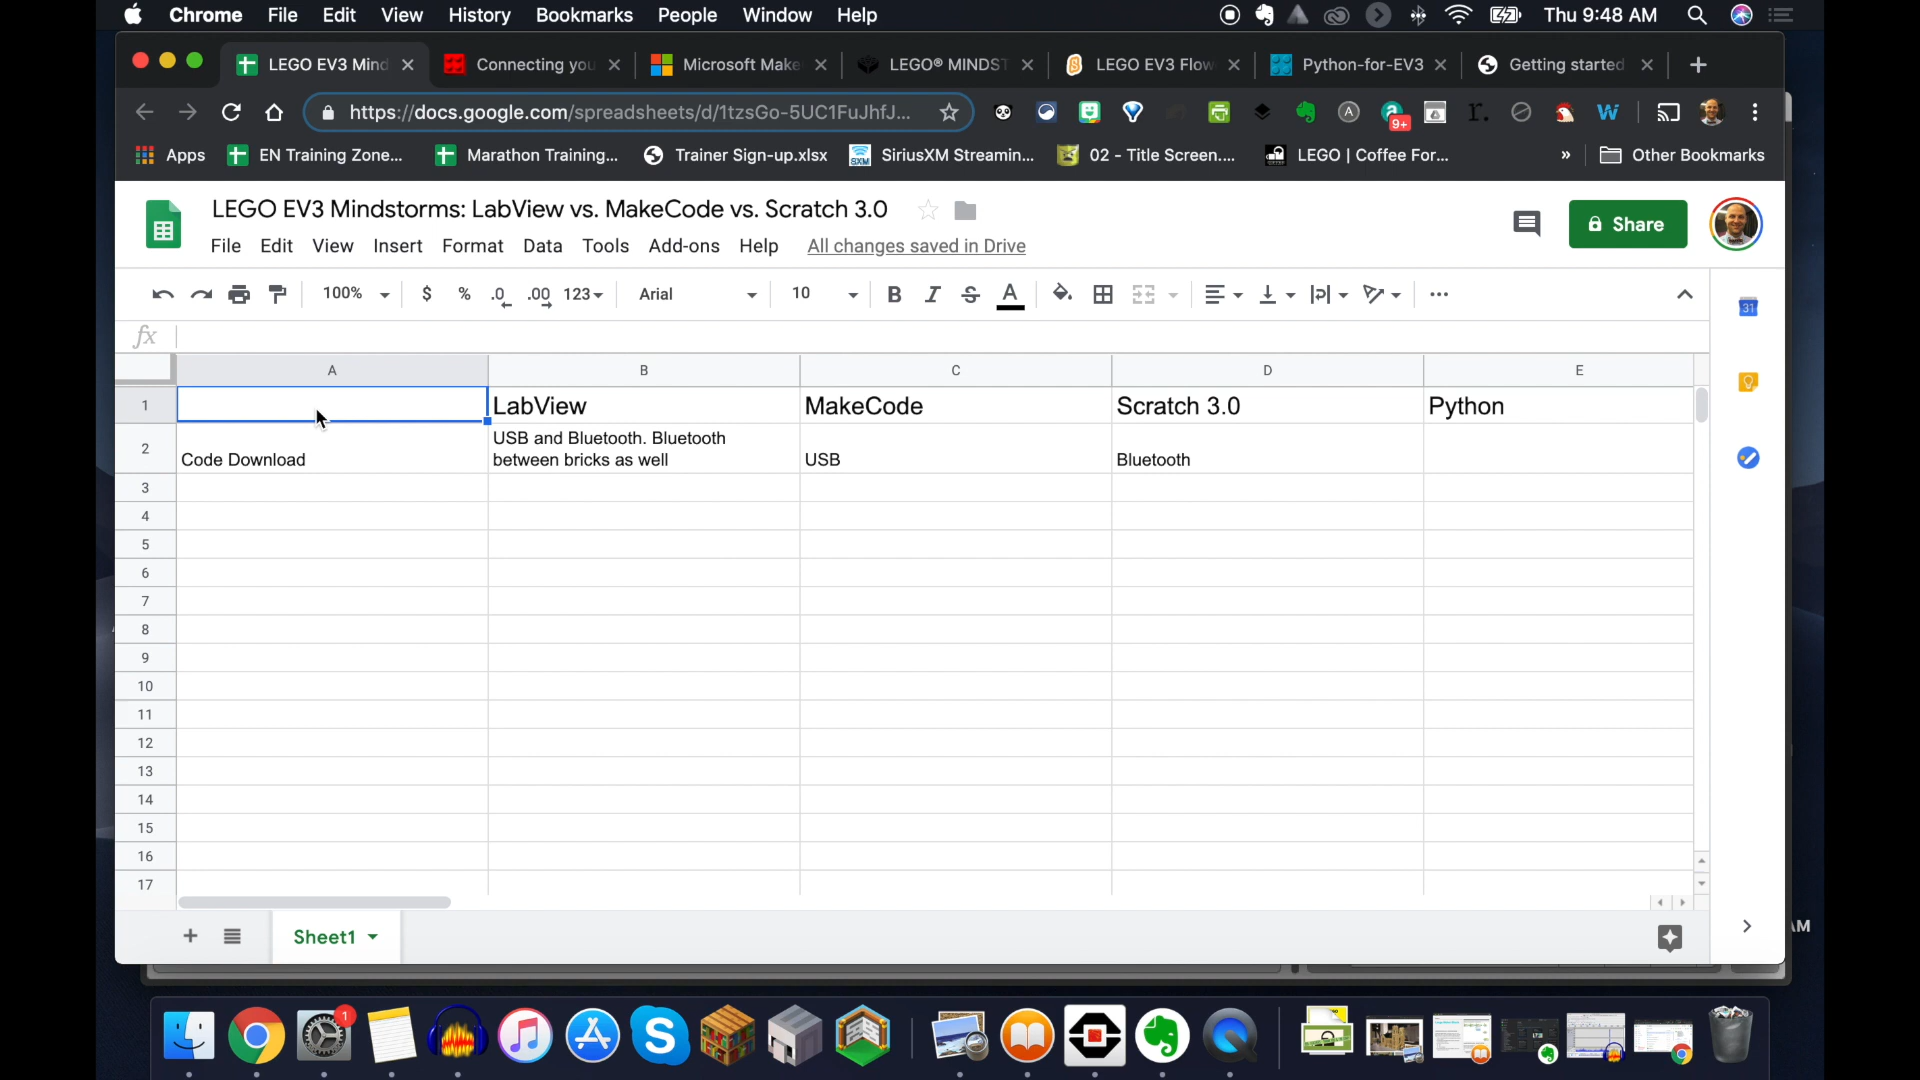 Chrome File Edit View History Bookmarks People Window Help Thu 9:48 AM
LEGO EV3 Mind Connecting you Microsoft Make LEGO® MINDST LEGO EV3 Flow Python-for-EV3 Getting started
https://docs.google.com/spreadsheets/d/1tzsGo-5UC1FuJhfJ... 9+
Apps EN Training Zone... Marathon Training... Trainer Sign-up.xlsx SiriusXM Streamin... 02 - Title Screen.... LEGO | Coffee For... » Other Bookmarks
LEGO EV3 Mindstorms: LabView vs. MakeCode vs. Scratch 3.0
Share
File Edit View Insert Format Data Tools Add-ons Help All changes saved in Drive
100% $ % .0 .00 123 Arial 10 B I S A
31
fx
A B C D E
1 LabView MakeCode Scratch 3.0 Python
2 Code Download USB and Bluetooth. Bluetooth between bricks as well USB Bluetooth
3
4
5
6
7
8
9
10
11
12
13
14
15
16
17
Sheet1
AM
1